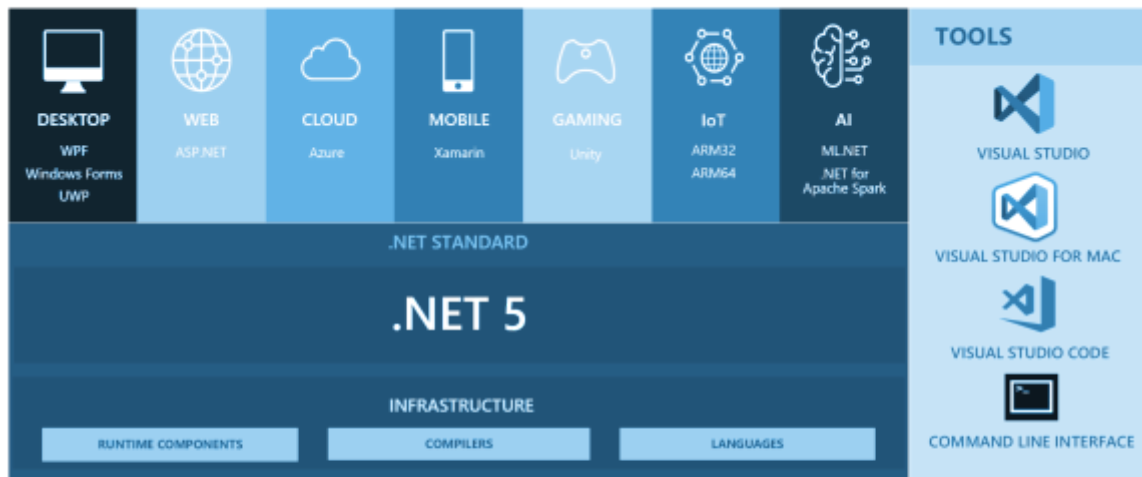 DESKTOP
WPF
Windows Forms
UWP
WEB
ASP.NET
CLOUD
Azure
MOBILE
Xamarin
GAMING
Unity
IoT
ARM32
ARM64
AI
ML.NET
.NET for
Apache Spark
.NET STANDARD
.NET 5
INFRASTRUCTURE
RUNTIME COMPONENTS
COMPILERS
LANGUAGES
TOOLS
VISUAL STUDIO
VISUAL STUDIO FOR MAC
VISUAL STUDIO CODE
COMMAND LINE INTERFACE